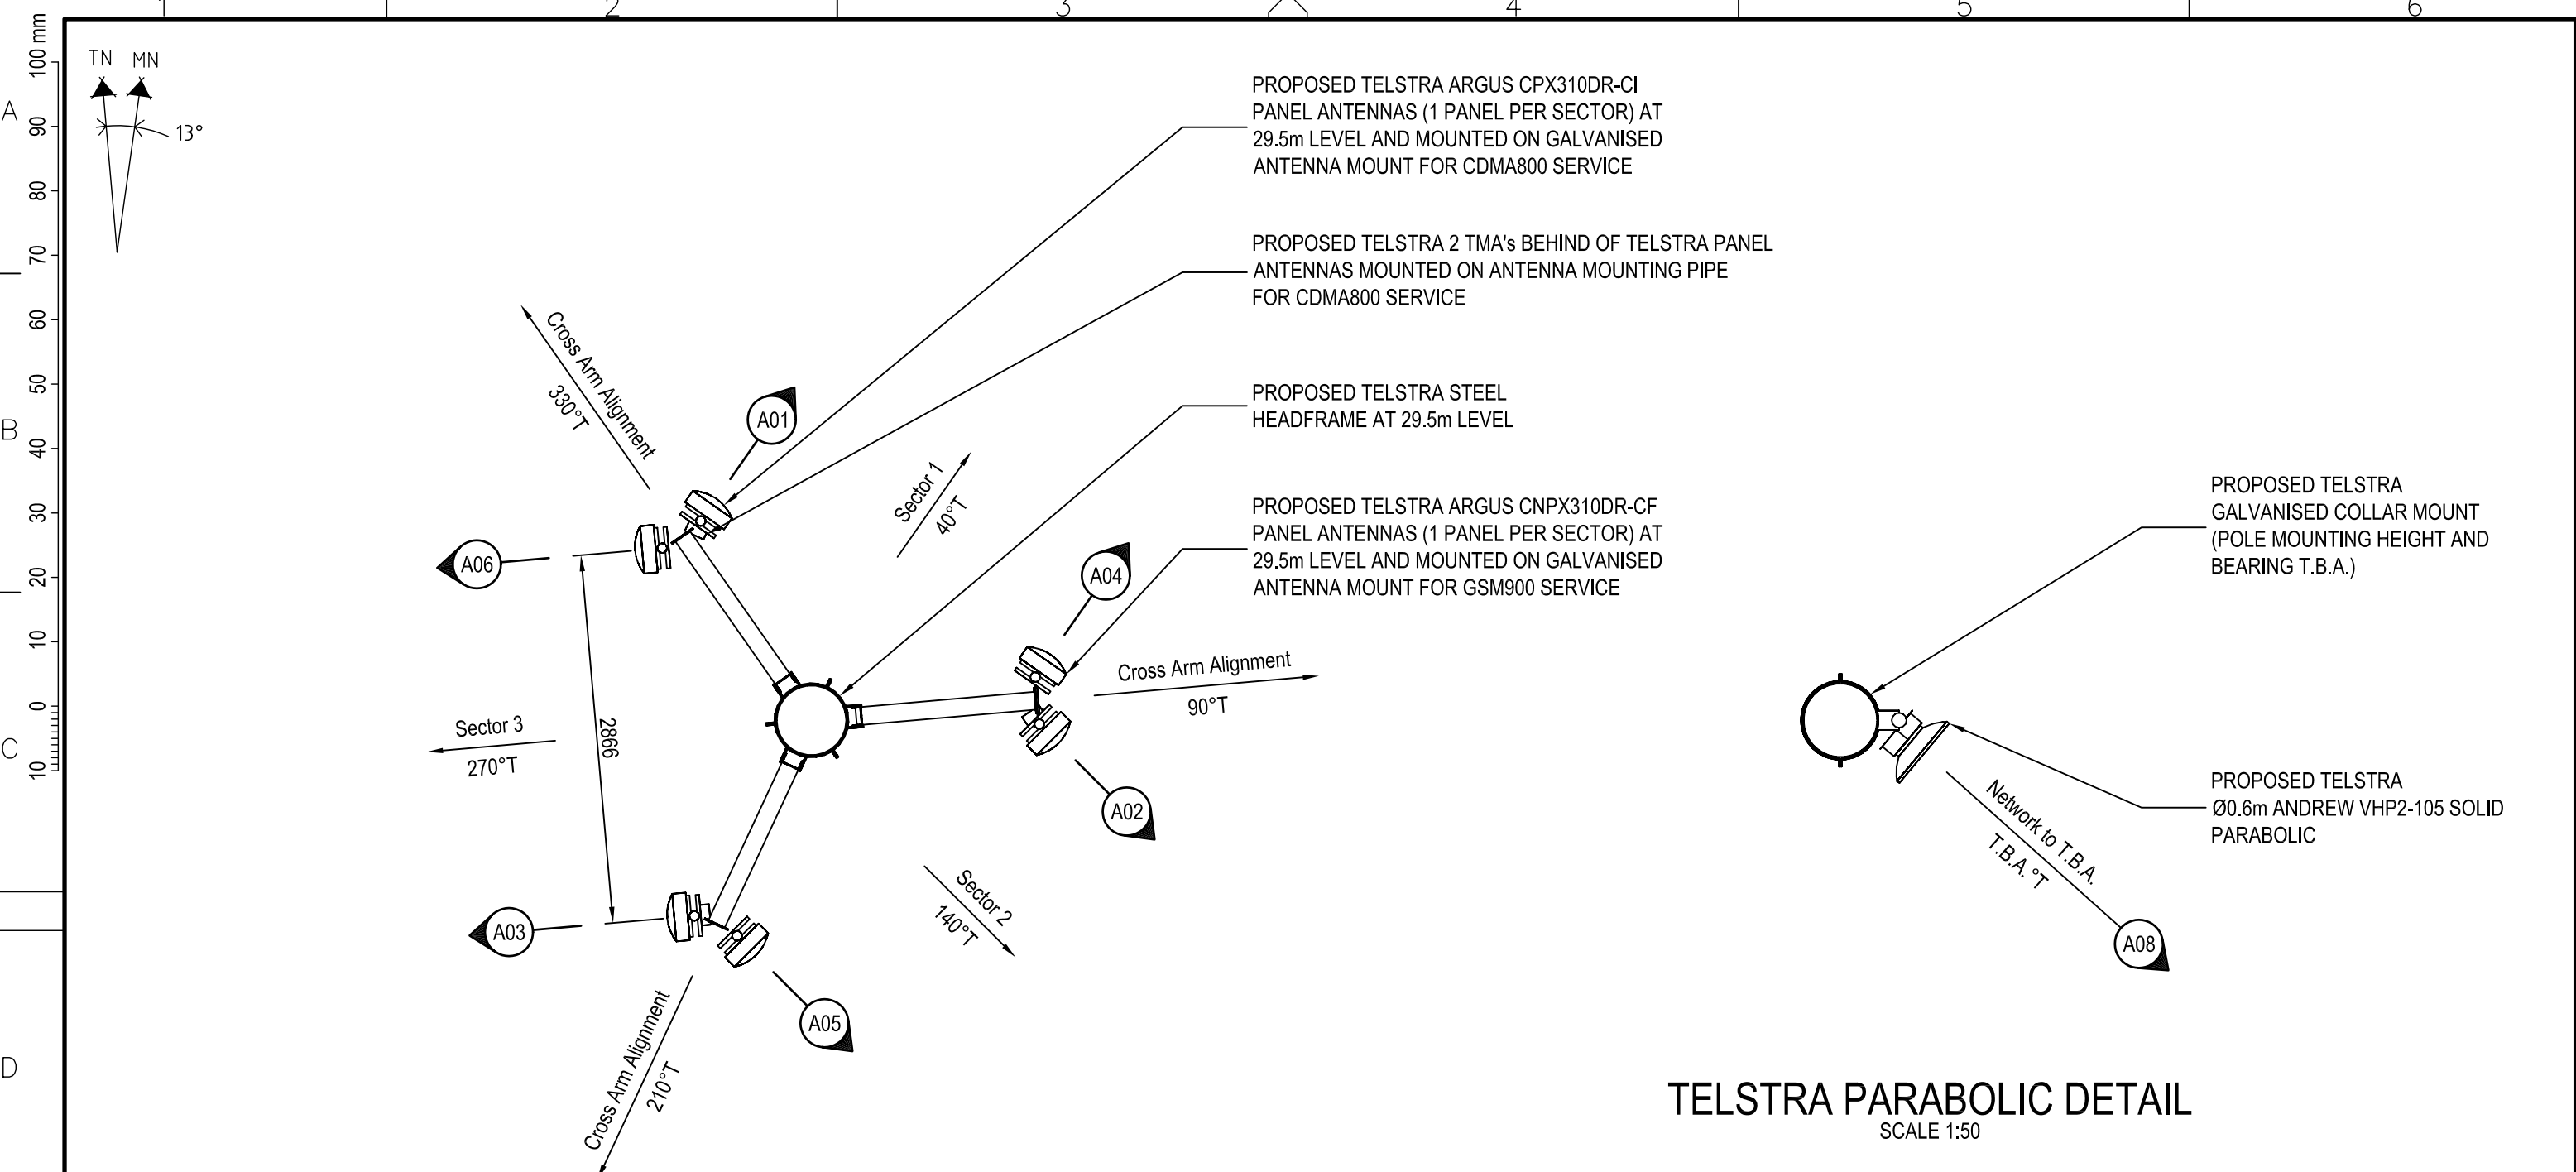 2
3
4
5
6
A
B
C
D
100 mm
90
80
70
60
50
40
30
20
10
0
10
TN MN
13°
PROPOSED TELSTRA ARGUS CPX310DR-CI
PANEL ANTENNAS (1 PANEL PER SECTOR) AT
29.5m LEVEL AND MOUNTED ON GALVANISED
ANTENNA MOUNT FOR CDMA800 SERVICE
PROPOSED TELSTRA 2 TMA's BEHIND OF TELSTRA PANEL
ANTENNAS MOUNTED ON ANTENNA MOUNTING PIPE
FOR CDMA800 SERVICE
PROPOSED TELSTRA STEEL
HEADFRAME AT 29.5m LEVEL
PROPOSED TELSTRA ARGUS CNPX310DR-CF
PANEL ANTENNAS (1 PANEL PER SECTOR) AT
29.5m LEVEL AND MOUNTED ON GALVANISED
ANTENNA MOUNT FOR GSM900 SERVICE
Cross Arm Alignment
330°T
A01
Sector 1
40°T
A06
A04
Cross Arm Alignment
90°T
Sector 3
270°T
2866
A02
Sector 2
140°T
A03
A05
Cross Arm Alignment
210°T
PROPOSED TELSTRA
GALVANISED COLLAR MOUNT
(POLE MOUNTING HEIGHT AND
BEARING T.B.A.)
PROPOSED TELSTRA
Ø0.6m ANDREW VHP2-105 SOLID
PARABOLIC
Network to T.B.A.
T.B.A. °T
A08
TELSTRA PARABOLIC DETAIL
SCALE 1:50